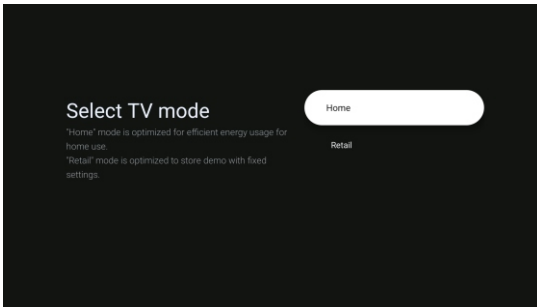 Select TV mode
"Home" mode is optimized for efficient energy usage for
home use.
"Retail" mode is optimized to store demo with fixed
settings.
Home
Retail